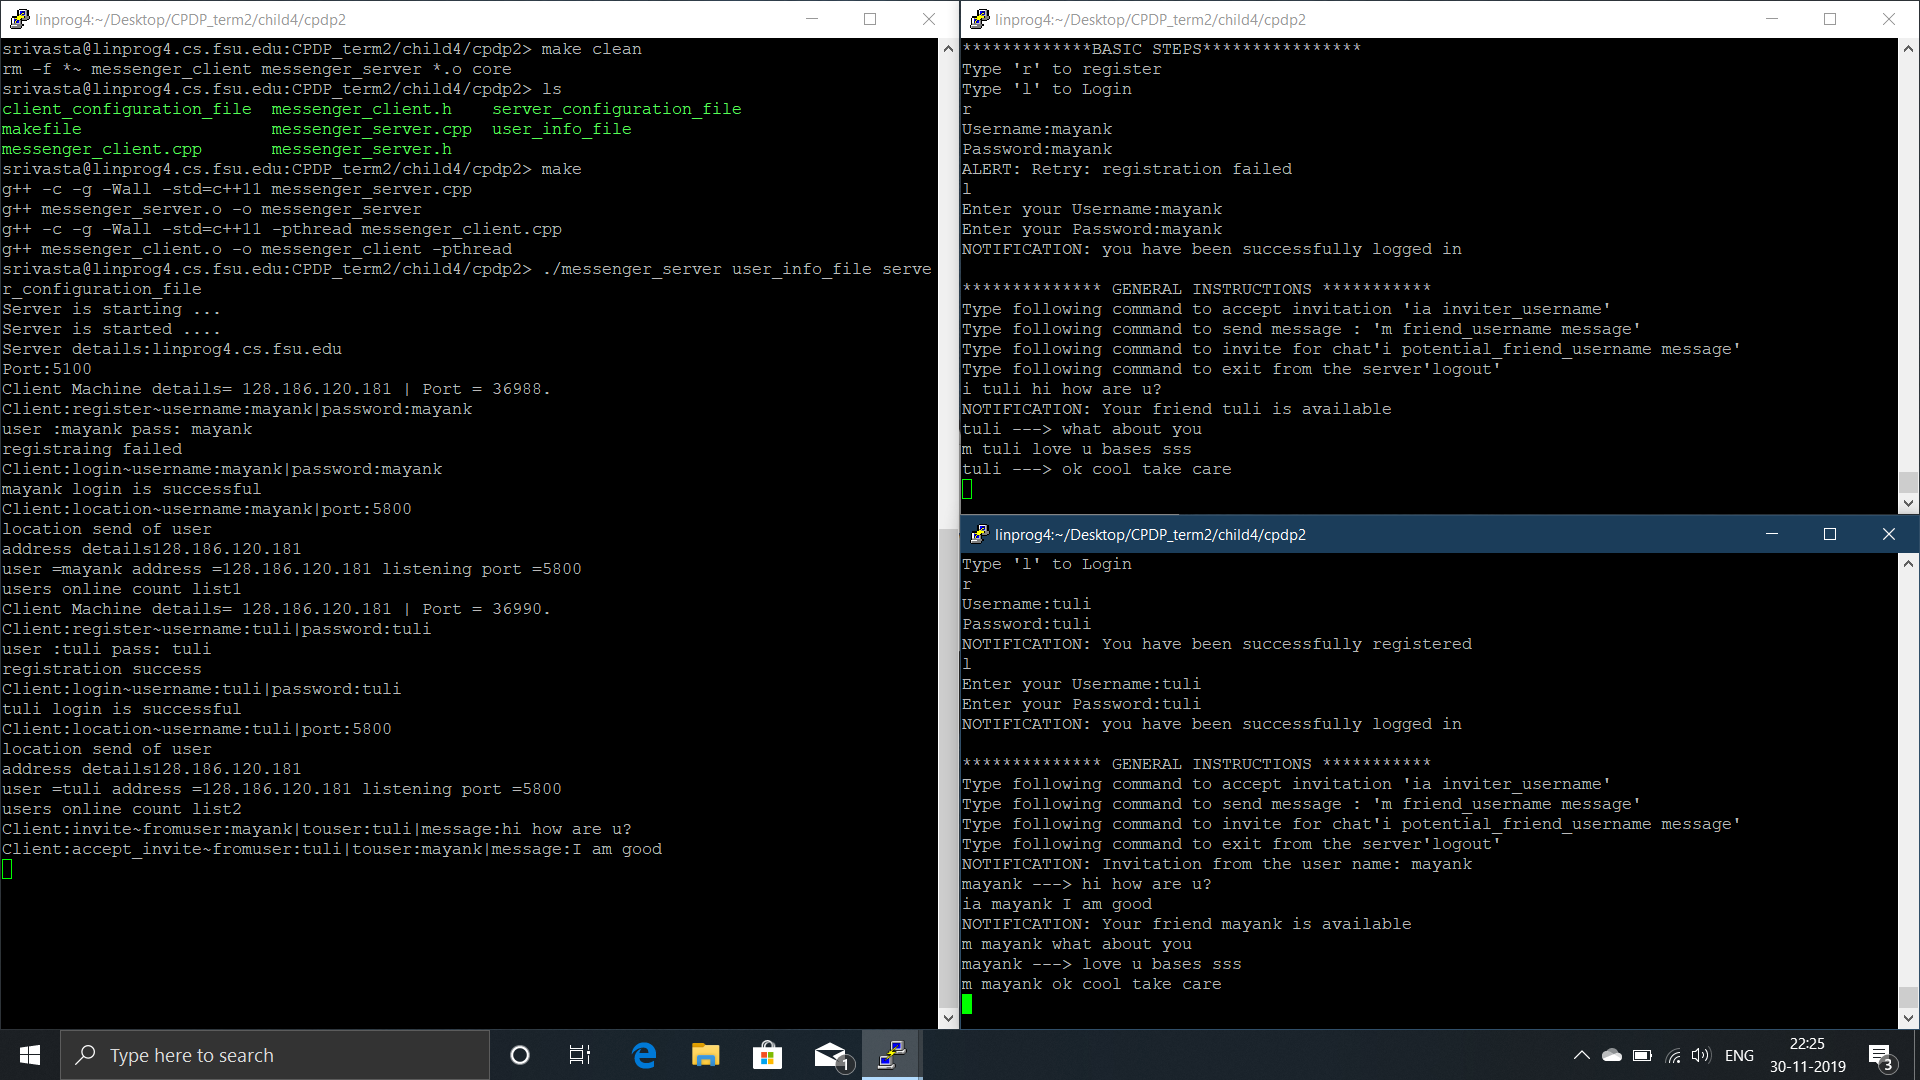 linprog4:~/Desktop/CPDP_term2/child4/cpdp2
srivasta@linprog4.cs.fsu.edu:CPDP_term2/child4/cpdp2> make clean
rm -f *~ messenger_client messenger_server *.o core
srivasta@linprog4.cs.fsu.edu:CPDP_term2/child4/cpdp2> ls
client_configuration_file  messenger_client.h    server_configuration_file
makefile                   messenger_server.cpp  user_info_file
messenger_client.cpp       messenger_server.h
srivasta@linprog4.cs.fsu.edu:CPDP_term2/child4/cpdp2> make
g++ -c -g -Wall -std=c++11 messenger_server.cpp
g++ messenger_server.o -o messenger_server
g++ -c -g -Wall -std=c++11 -pthread messenger_client.cpp
g++ messenger_client.o -o messenger_client -pthread
srivasta@linprog4.cs.fsu.edu:CPDP_term2/child4/cpdp2> ./messenger_server user_info_file serve
r_configuration_file
Server is starting ...
Server is started ....
Server details:linprog4.cs.fsu.edu
Port:5100
Client Machine details= 128.186.120.181 | Port = 36988.
Client:register~username:mayank|password:mayank
user :mayank pass: mayank
registraing failed
Client:login~username:mayank|password:mayank
mayank login is successful
Client:location~username:mayank|port:5800
location send of user
address details128.186.120.181
user =mayank address =128.186.120.181 listening port =5800
users online count list1
Client Machine details= 128.186.120.181 | Port = 36990.
Client:register~username:tuli|password:tuli
user :tuli pass: tuli
registration success
Client:login~username:tuli|password:tuli
tuli login is successful
Client:location~username:tuli|port:5800
location send of user
address details128.186.120.181
user =tuli address =128.186.120.181 listening port =5800
users online count list2
Client:invite~fromuser:mayank|touser:tuli|message:hi how are u?
Client:accept_invite~fromuser:tuli|touser:mayank|message:I am good
linprog4:~/Desktop/CPDP_term2/child4/cpdp2
*************BASIC STEPS****************
Type 'r' to register
Type 'l' to Login
r
Username:mayank
Password:mayank
ALERT: Retry: registration failed
l
Enter your Username:mayank
Enter your Password:mayank
NOTIFICATION: you have been successfully logged in
************** GENERAL INSTRUCTIONS ***********
Type following command to accept invitation 'ia inviter_username'
Type following command to send message : 'm friend_username message'
Type following command to invite for chat'i potential_friend_username message'
Type following command to exit from the server'logout'
i tuli hi how are u?
NOTIFICATION: Your friend tuli is available
tuli ---> what about you
m tuli love u bases sss
tuli ---> ok cool take care
linprog4:~/Desktop/CPDP_term2/child4/cpdp2
Type 'l' to Login
r
Username:tuli
Password:tuli
NOTIFICATION: You have been successfully registered
l
Enter your Username:tuli
Enter your Password:tuli
NOTIFICATION: you have been successfully logged in
************** GENERAL INSTRUCTIONS ***********
Type following command to accept invitation 'ia inviter_username'
Type following command to send message : 'm friend_username message'
Type following command to invite for chat'i potential_friend_username message'
Type following command to exit from the server'logout'
NOTIFICATION: Invitation from the user name: mayank
mayank ---> hi how are u?
ia mayank I am good
NOTIFICATION: Your friend mayank is available
m mayank what about you
mayank ---> love u bases sss
m mayank ok cool take care
Type here to search
1
ENG
22:25
30-11-2019
3